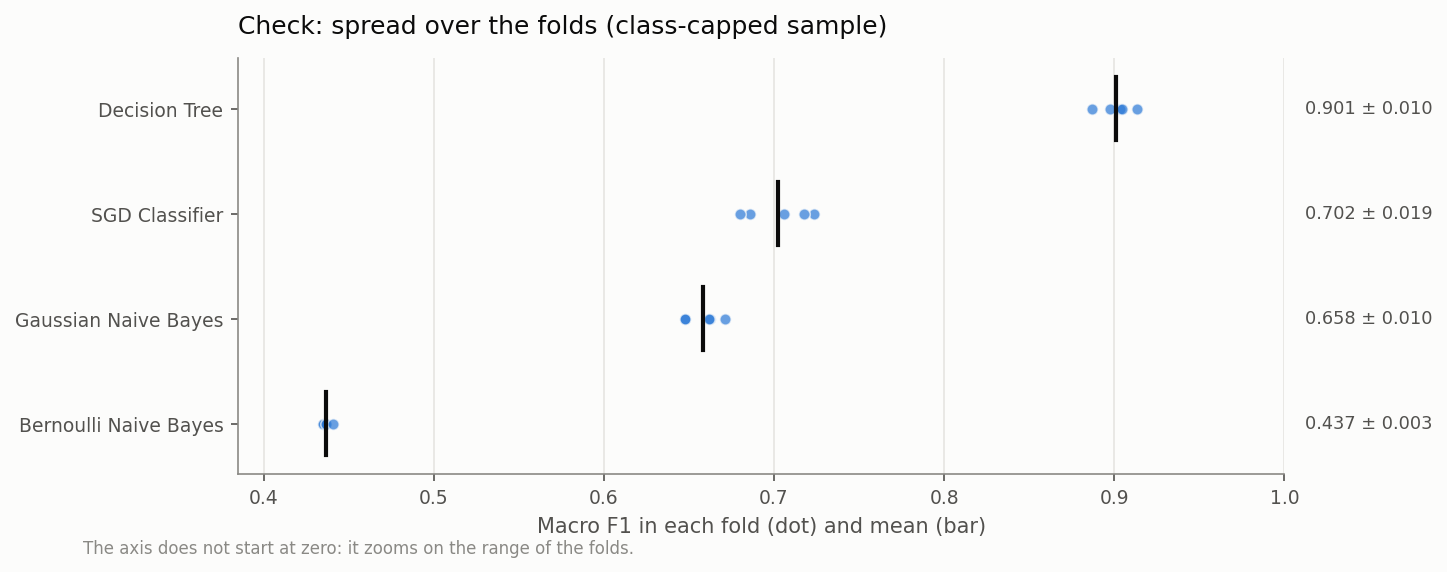 Check: spread over the folds (class-capped sample)
Decision Tree
0.901 ± 0.010
SGD Classifier
0.702 ± 0.019
Gaussian Naive Bayes
0.658 ± 0.010
Bernoulli Naive Bayes
0.437 ± 0.003
0.4 0.5 0.6 0.7 0.8 0.9 1.0
Macro F1 in each fold (dot) and mean (bar)
The axis does not start at zero: it zooms on the range of the folds.